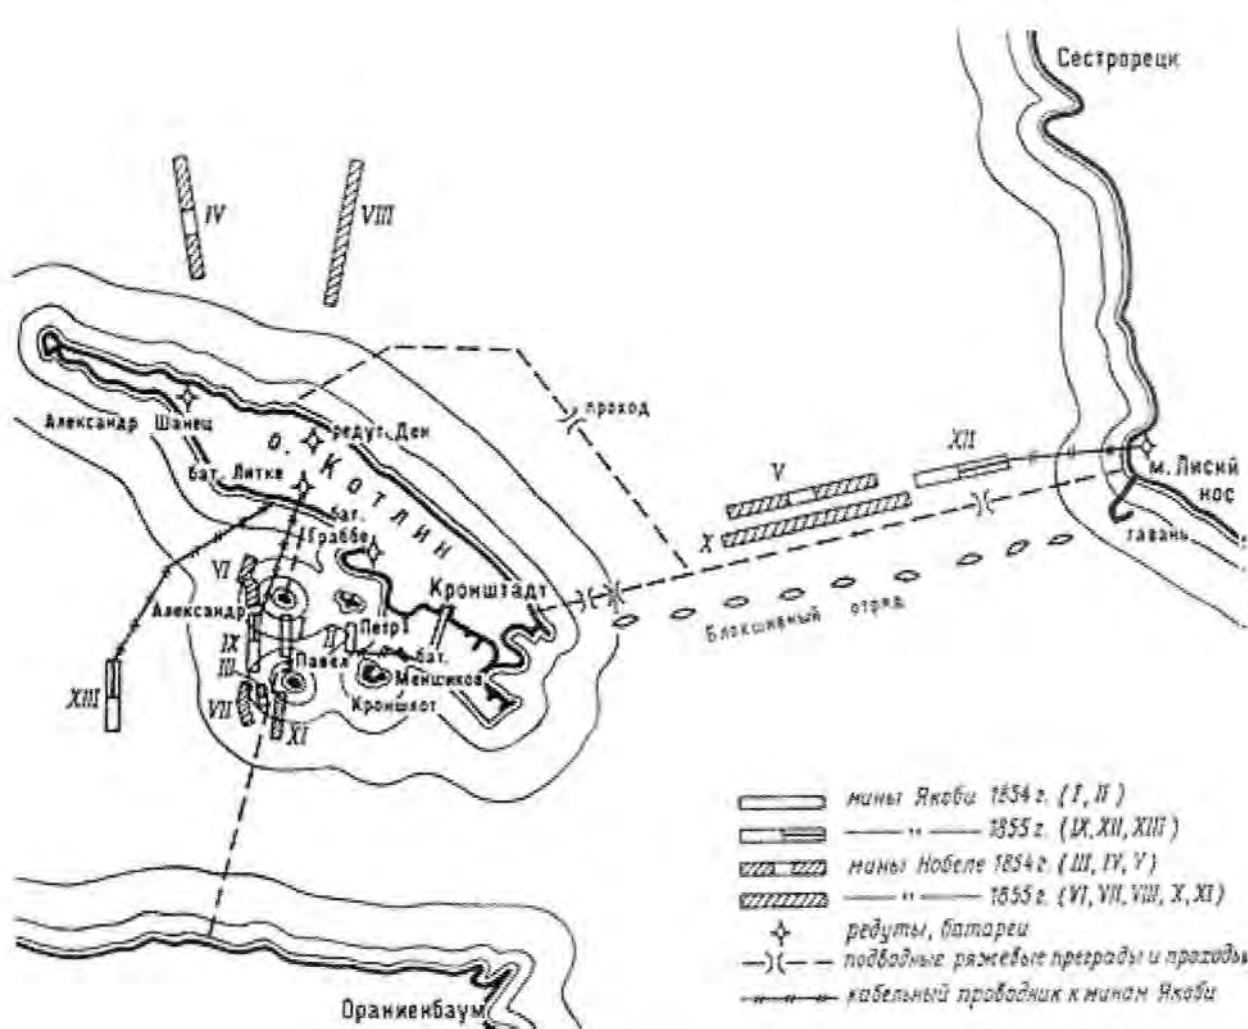 Сестрорецк
IV
VIII
проход
Александр Шанец
о. Котлин
редут. Ден
XII
V
м. Лисий
нос
бат. Литке
бат.
Граббе
X
гавань
VI
Кронштадт
Александр
Блокшивный отряд
Петр I
IX
II
Павел
бат.
Меншиков
III
XIII
VII
Кроншлот
XI
мины Якоби 1854 г. (I, II)
—— " —— 1855 г. (IX, XII, XIII)
мины Нобеле 1854 г. (III, IV, V)
—— " —— 1855 г. (VI, VII, VIII, X, XI)
редуты, батареи
подводные ряжевые преграды и проходы
кабельный проводник к минам Якоби
Ораниенбаум